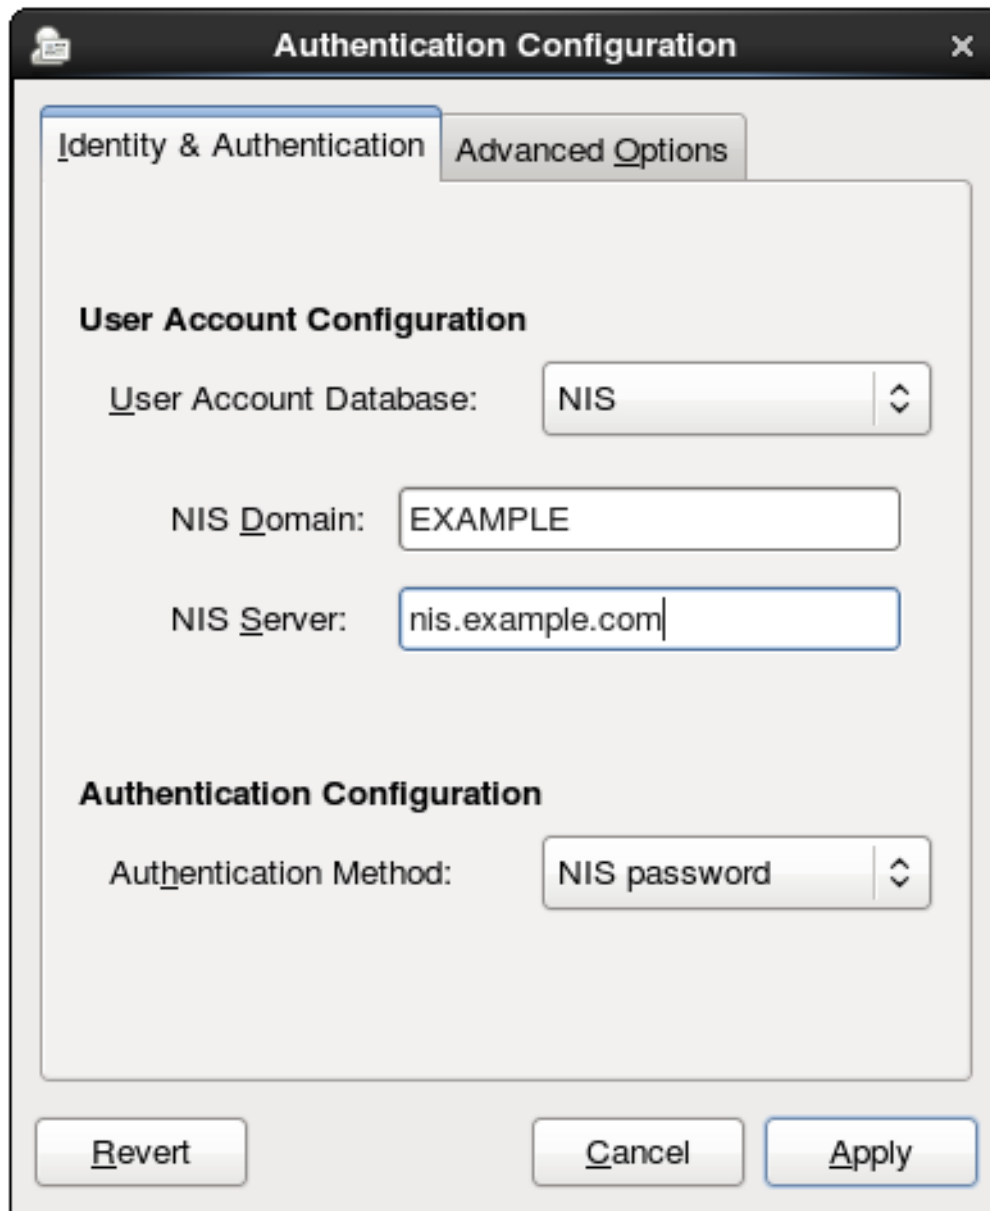 Authentication Configuration
Identity & Authentication
Advanced Options
User Account Configuration
User Account Database: NIS
NIS Domain: EXAMPLE
NIS Server: nis.example.com
Authentication Configuration
Authentication Method: NIS password
Revert Cancel Apply